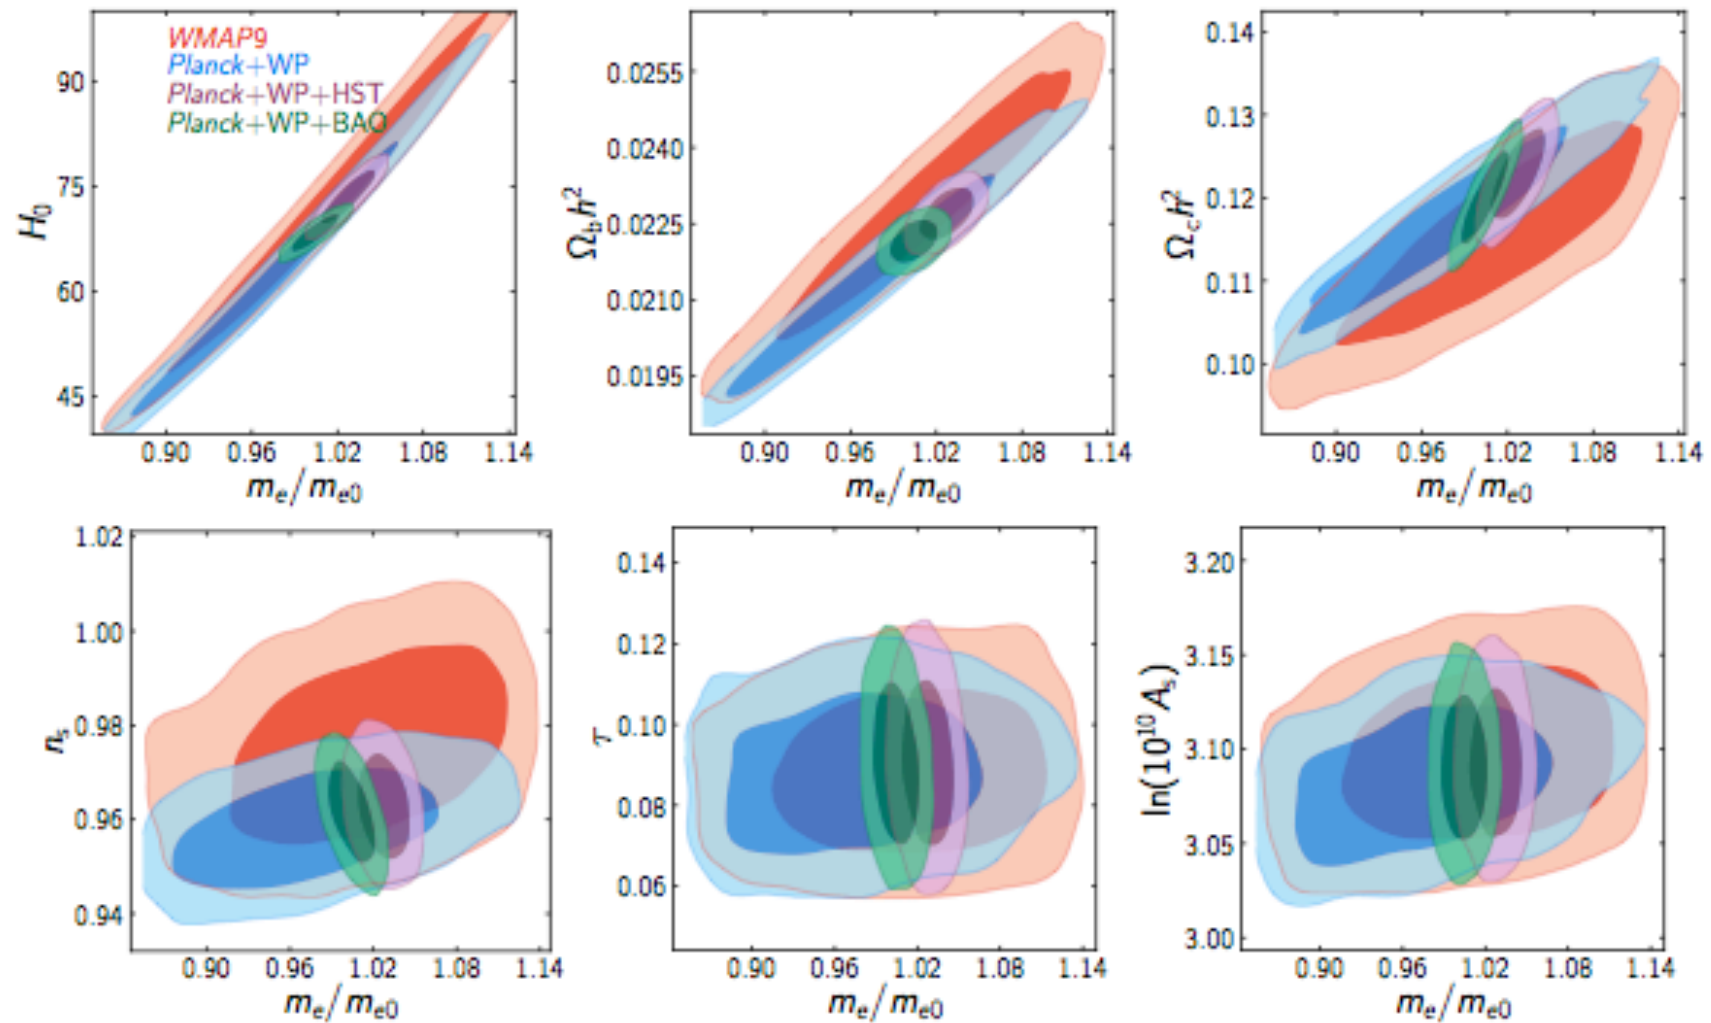 WMAP9
Planck+WP
Planck+WP+HST
Planck+WP+BAO
H₀
90
75
60
45
0.90 0.96 1.02 1.08 1.14
mₑ/mₑ₀
Ω_b h²
0.0255
0.0240
0.0225
0.0210
0.0195
0.90 0.96 1.02 1.08 1.14
mₑ/mₑ₀
Ω_c h²
0.14
0.13
0.12
0.11
0.10
0.90 0.96 1.02 1.08 1.14
mₑ/mₑ₀
nₛ
1.02
1.00
0.98
0.96
0.94
0.90 0.96 1.02 1.08 1.14
mₑ/mₑ₀
τ
0.14
0.12
0.10
0.08
0.06
0.90 0.96 1.02 1.08 1.14
mₑ/mₑ₀
ln(10¹⁰ Aₛ)
3.20
3.15
3.10
3.05
3.00
0.90 0.96 1.02 1.08 1.14
mₑ/mₑ₀